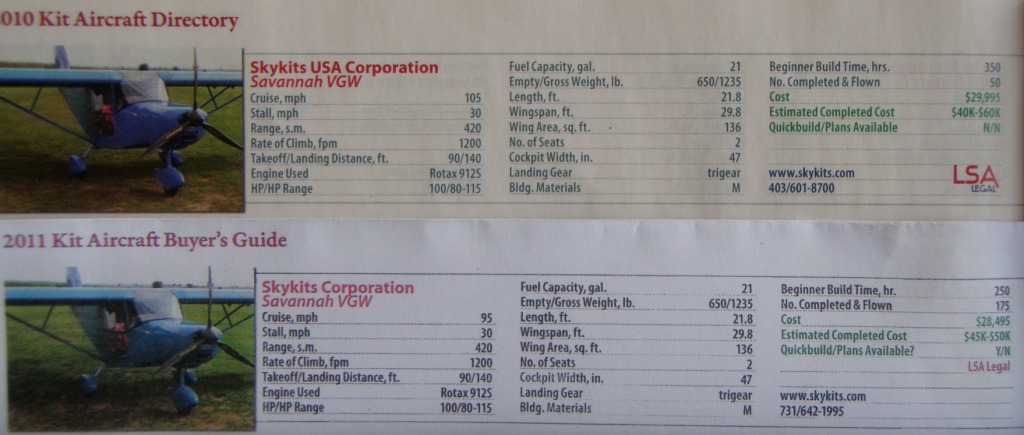 010 Kit Aircraft Directory
Skykits USA Corporation
Savannah VGW
Cruise, mph 105
Stall, mph 30
Range, s.m. 420
Rate of Climb, fpm 1200
Takeoff/Landing Distance, ft. 90/140
Engine Used Rotax 912S
HP/HP Range 100/80-115
Fuel Capacity, gal. 21
Empty/Gross Weight, lb. 650/1235
Length, ft. 21.8
Wingspan, ft. 29.8
Wing Area, sq. ft. 136
No. of Seats 2
Cockpit Width, in. 47
Landing Gear trigear
Bldg. Materials M
Beginner Build Time, hrs. 350
No. Completed & Flown 50
Cost $29,995
Estimated Completed Cost $40K-$60K
Quickbuild/Plans Available N/N
www.skykits.com
403/601-8700
LSA
LEGAL
2011 Kit Aircraft Buyer's Guide
Skykits Corporation
Savannah VGW
Cruise, mph 95
Stall, mph 30
Range, s.m. 420
Rate of Climb, fpm 1200
Takeoff/Landing Distance, ft. 90/140
Engine Used Rotax 912S
HP/HP Range 100/80-115
Fuel Capacity, gal. 21
Empty/Gross Weight, lb. 650/1235
Length, ft. 21.8
Wingspan, ft. 29.8
Wing Area, sq. ft. 136
No. of Seats 2
Cockpit Width, in. 47
Landing Gear trigear
Bldg. Materials M
Beginner Build Time, hr. 250
No. Completed & Flown 175
Cost $28,495
Estimated Completed Cost $45K-$50K
Quickbuild/Plans Available? Y/N
LSA Legal
www.skykits.com
731/642-1995